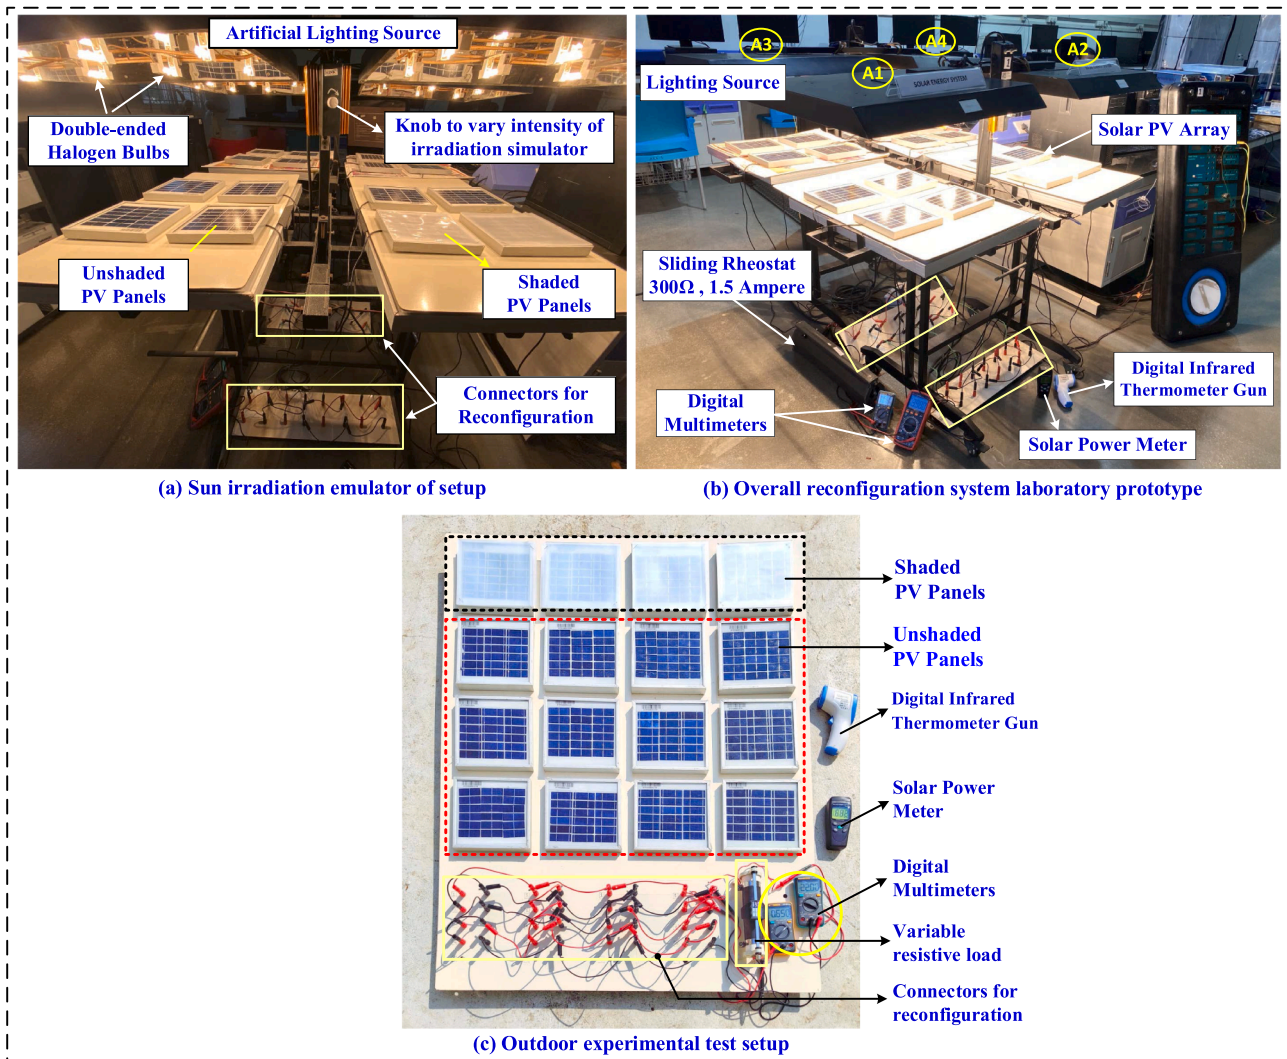 Artificial Lighting Source
Double-ended
Halogen Bulbs
Knob to vary intensity of
irradiation simulator
Unshaded
PV Panels
Shaded
PV Panels
Connectors for
Reconfiguration
(a) Sun irradiation emulator of setup
A3
A4
A2
A1
Lighting Source
SOLAR ENERGY SYSTEM
Solar PV Array
Sliding Rheostat
300Ω , 1.5 Ampere
Digital
Multimeters
Digital Infrared
Thermometer Gun
Solar Power Meter
(b) Overall reconfiguration system laboratory prototype
Shaded
PV Panels
Unshaded
PV Panels
Digital Infrared
Thermometer Gun
Solar Power
Meter
Digital
Multimeters
Variable
resistive load
Connectors for
reconfiguration
(c) Outdoor experimental test setup